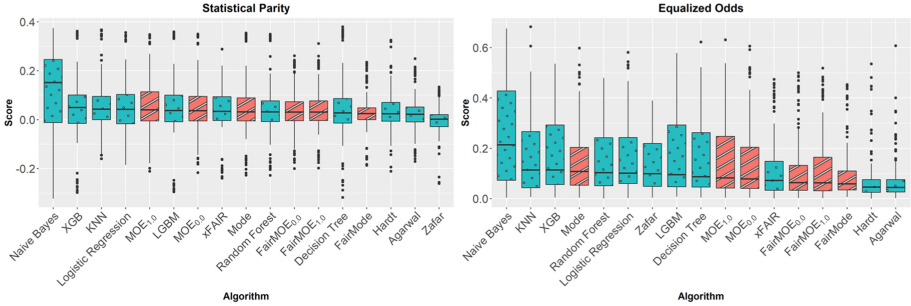 Statistical Parity
Score
0.4
0.2
0.0
-0.2
Naive Bayes
XGB
KNN
Logistic Regression
MOE1,0
LGBM
MOE0,0
xFAIR
Mode
Random Forest
FairMOE0,0
FairMOE1,0
Decision Tree
FairMode
Hardt
Agarwal
Zafar
Algorithm
Equalized Odds
Score
0.6
0.4
0.2
0.0
Naive Bayes
KNN
XGB
Mode
Random Forest
Logistic Regression
Zafar
LGBM
Decision Tree
MOE1,0
MOE0,0
xFAIR
FairMOE0,0
FairMOE1,0
FairMode
Hardt
Agarwal
Algorithm